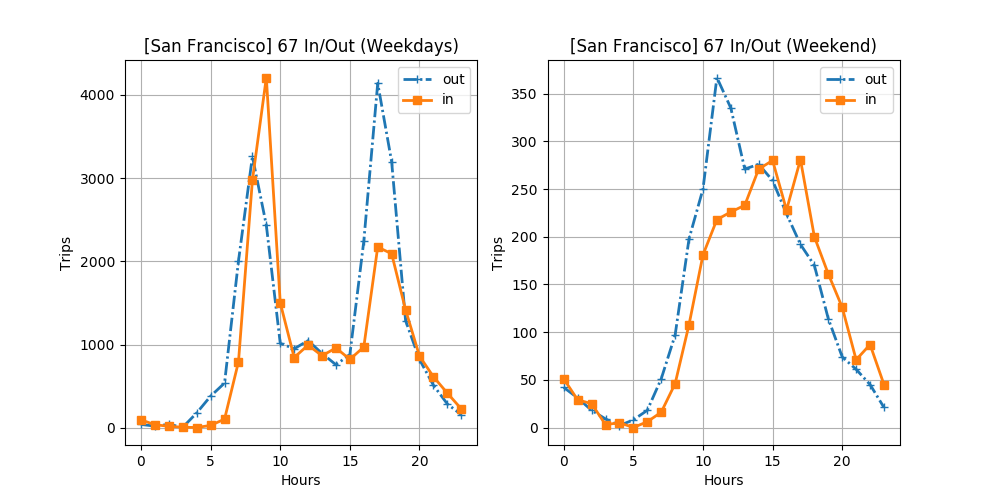 [San Francisco] 67 In/Out (Weekdays)
out
in
4000
3000
2000
1000
0
Trips
0 5 10 15 20
Hours
[San Francisco] 67 In/Out (Weekend)
out
in
350
300
250
200
150
100
50
0
Trips
0 5 10 15 20
Hours